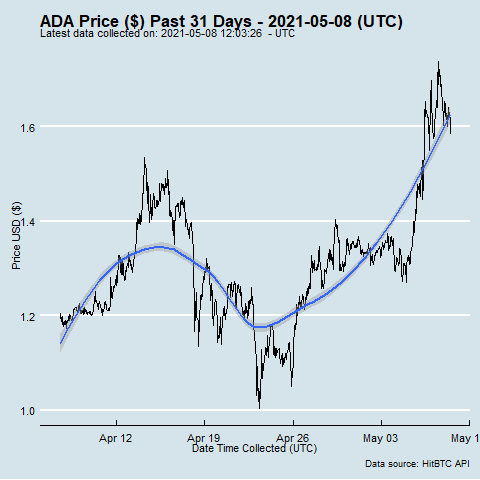 ADA Price ($) Past 31 Days - 2021-05-08 (UTC)
Latest data collected on: 2021-05-08 12:03:26 - UTC
1.6
1.4
Price USD ($)
1.2
1.0
Apr 12 Apr 19 Apr 26 May 03 May 1
Date Time Collected (UTC)
Data source: HitBTC API